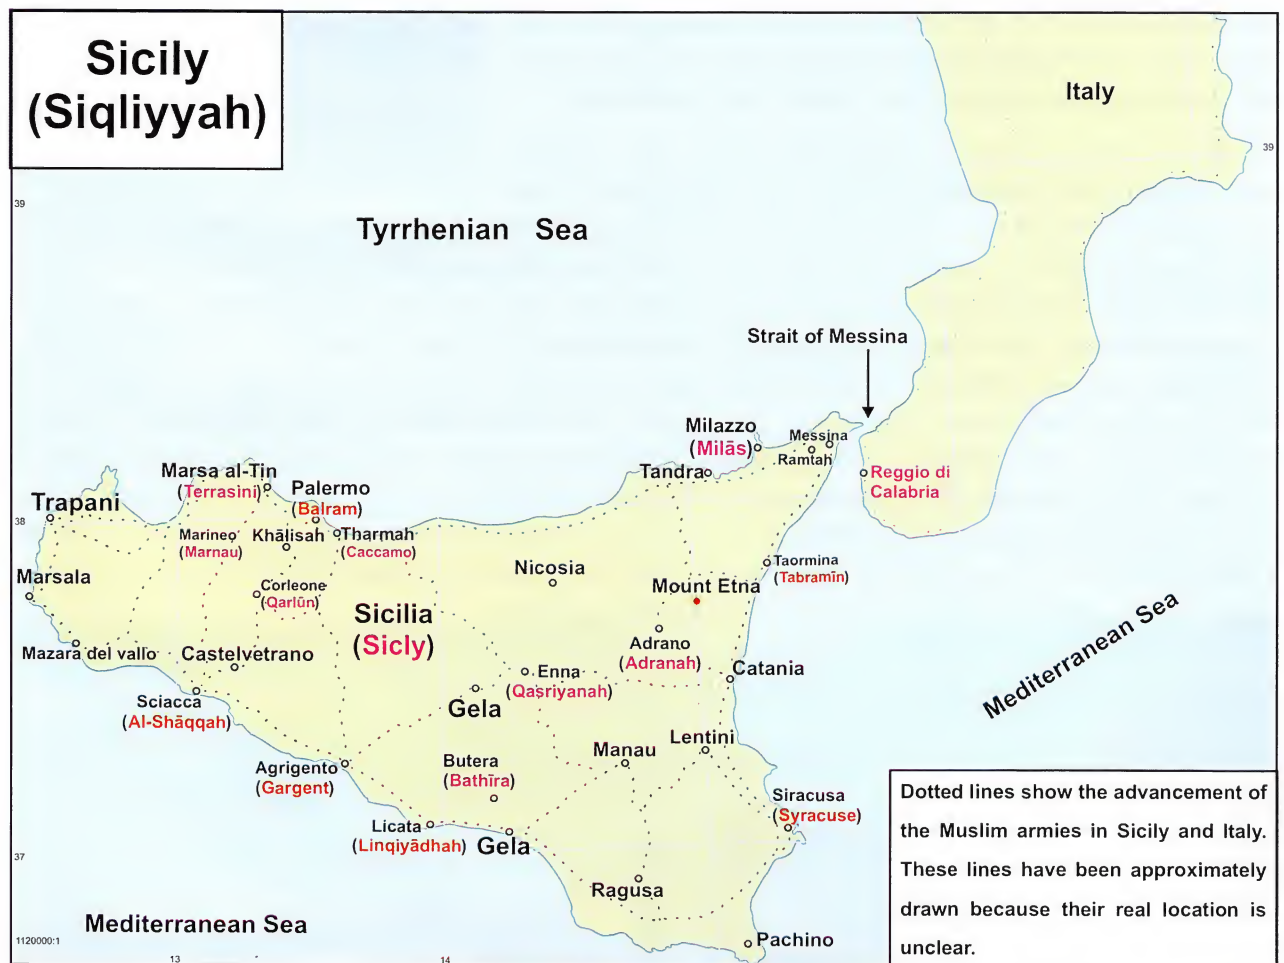 Sicily
(Siqliyyah)
Italy
39
39
Tyrrhenian Sea
Strait of Messina
Milazzo
(Milās)
Messina
Ramtah
Tandra
Reggio di
Calabria
Marsa al-Tin
(Terrasini)
Palermo
(Balram)
Trapani
38
Marineo
(Marnau)
Khālisah
Tharmah
(Caccamo)
Taormina
(Tabramīn)
Nicosia
Mount Etna
Marsala
Corleone
(Qarlūn)
Sicilia
(Sicly)
Adrano
(Adranah)
Mediterranean Sea
Mazara del vallo
Castelvetrano
Enna
(Qasriyanah)
Catania
Sciacca
(Al-Shāqqah)
Gela
Lentini
Manau
Agrigento
(Gargent)
Butera
(Bathīra)
Siracusa
(Syracuse)
Licata
(Linqiyādhah)
Gela
37
Ragusa
Mediterranean Sea
Pachino
1120000:1
13
14
Dotted lines show the advancement of
the Muslim armies in Sicily and Italy.
These lines have been approximately
drawn because their real location is
unclear.